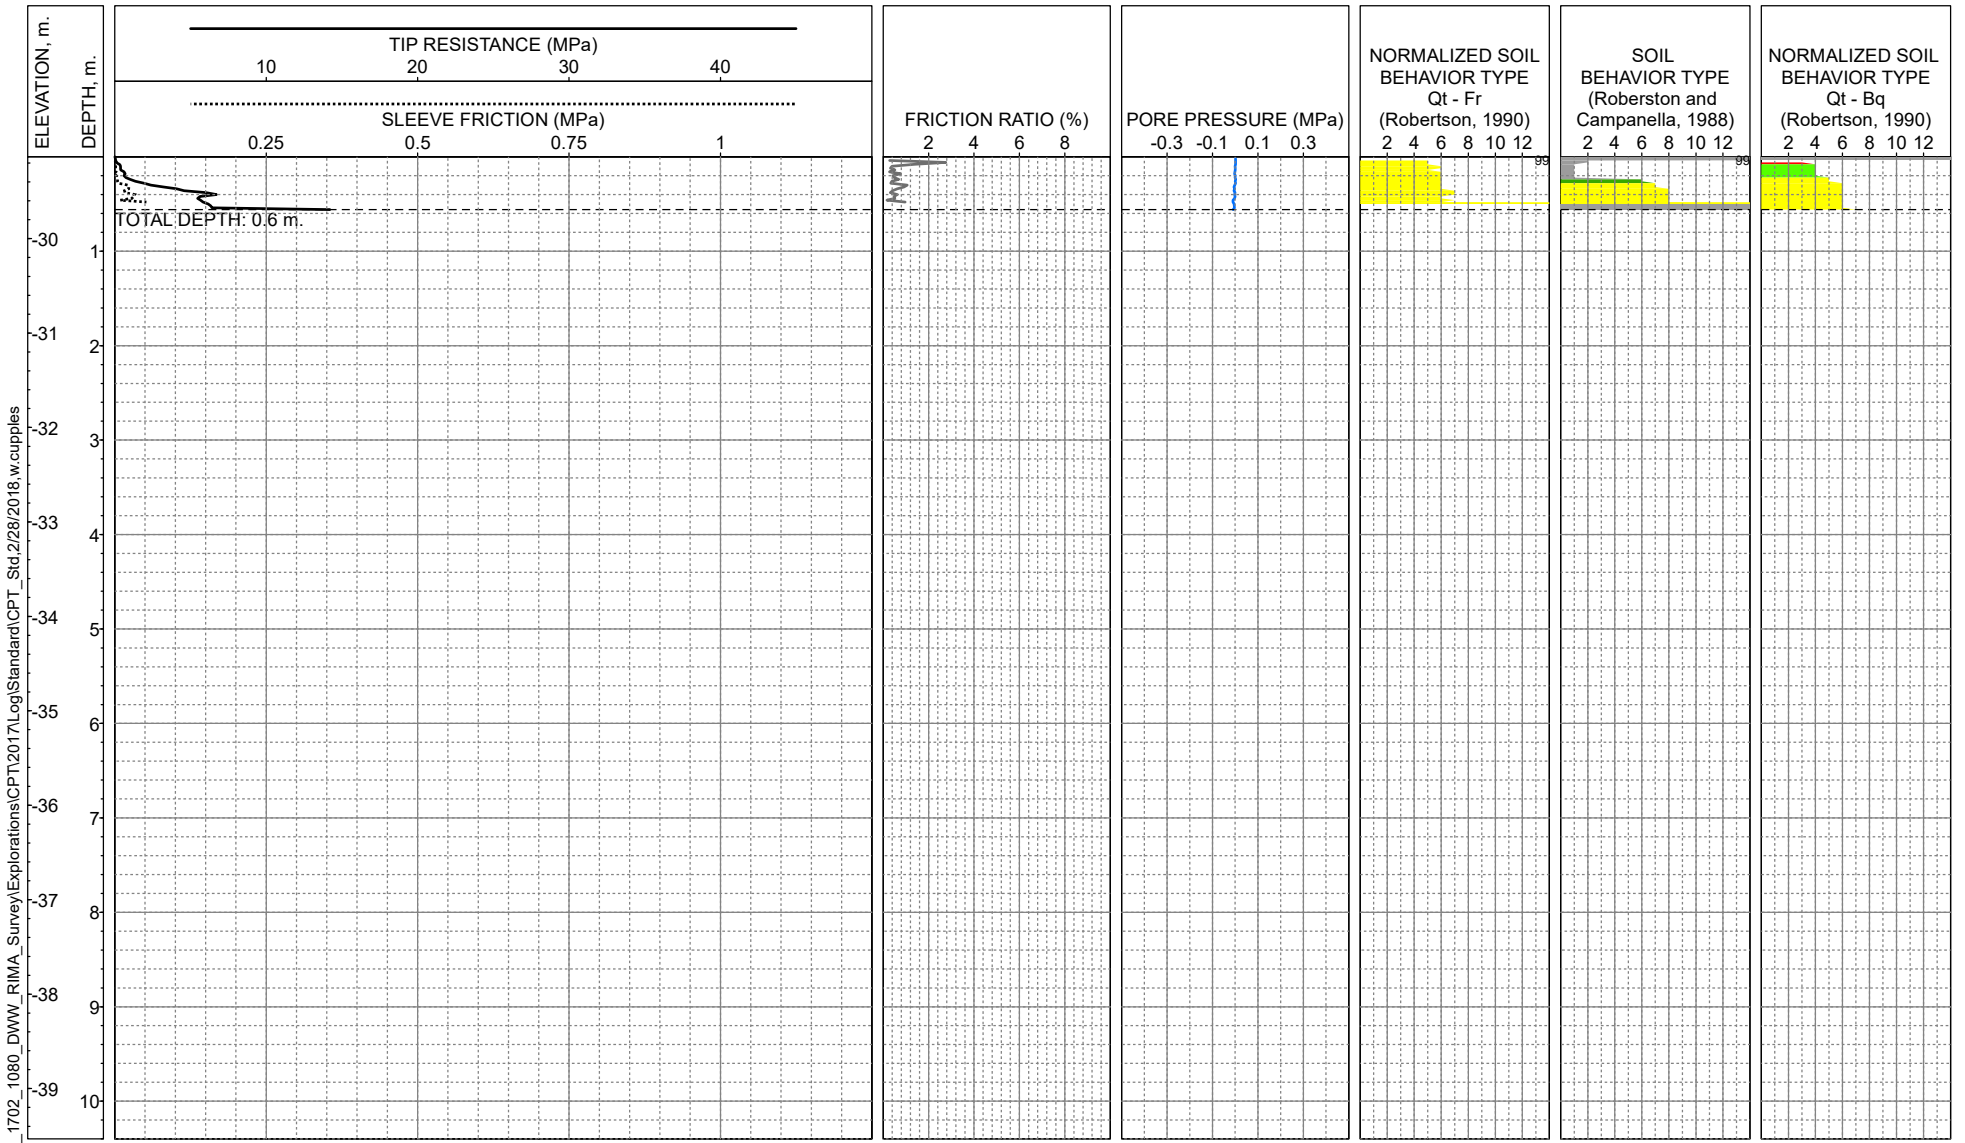 ELEVATION, m.
DEPTH, m.
TIP RESISTANCE (MPa)
10 20 30 40
SLEEVE FRICTION (MPa)
0.25 0.5 0.75 1
FRICTION RATIO (%)
2 4 6 8
PORE PRESSURE (MPa)
-0.3 -0.1 0.1 0.3
NORMALIZED SOIL
BEHAVIOR TYPE
Qt - Fr
(Robertson, 1990)
2 4 6 8 10 12
99
SOIL
BEHAVIOR TYPE
(Roberston and
Campanella, 1988)
2 4 6 8 10 12
99
NORMALIZED SOIL
BEHAVIOR TYPE
Qt - Bq
(Robertson, 1990)
2 4 6 8 10 12
TOTAL DEPTH: 0.6 m.
-30
1
-31
2
-32
3
-33
4
-34
5
-35
6
-36
7
-37
8
-38
9
-39
10
_1702_1080_DWW_RIMA_Survey\Explorations\CPT\2017\Log\Standard\CPT_Std,2/28/2018,w.cupples